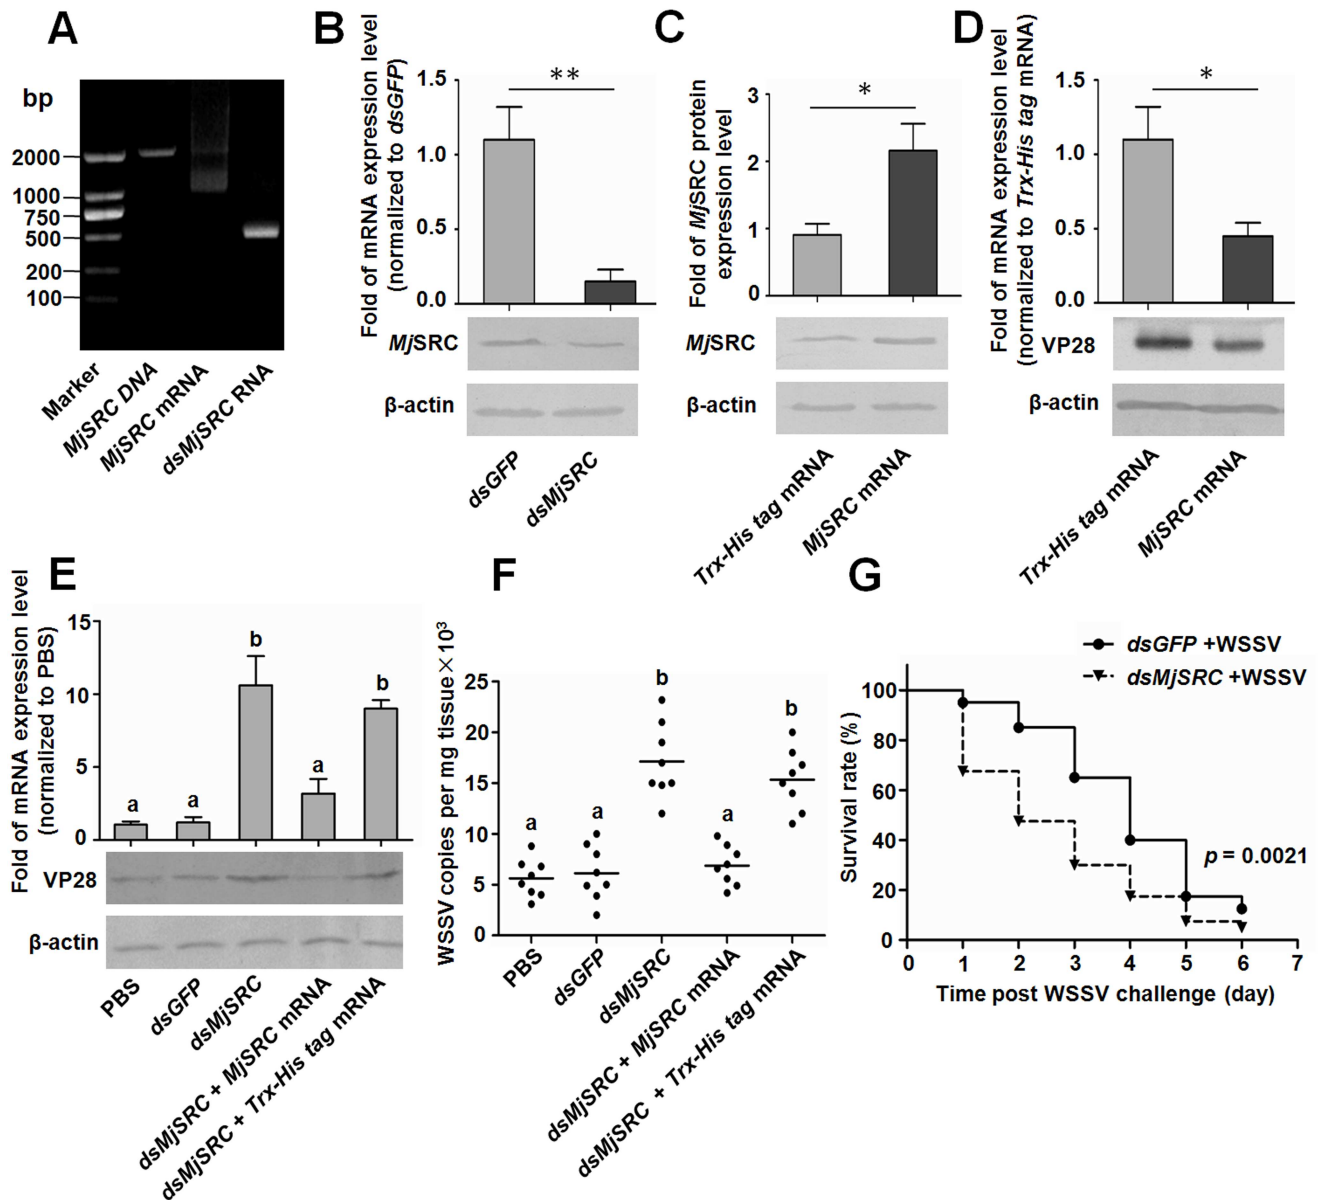 A
bp
2000
1000
750
500
200
100
Marker
MjSRC DNA
MjSRC mRNA
dsMjSRC RNA
B
Fold of mRNA expression level
(normalized to dsGFP)
1.5
1.0
0.5
0.0
**
MjSRC
β-actin
dsGFP
dsMjSRC
C
Fold of MjSRC protein
expression level
3
2
1
0
*
MjSRC
β-actin
Trx-His tag mRNA
MjSRC mRNA
D
Fold of mRNA expression level
(normalized to Trx-His tag mRNA)
1.5
1.0
0.5
0.0
*
VP28
β-actin
Trx-His tag mRNA
MjSRC mRNA
E
Fold of mRNA expression level
(normalized to PBS)
15
10
5
0
a
a
b
a
b
VP28
β-actin
PBS
dsGFP
dsMjSRC
dsMjSRC + MjSRC mRNA
dsMjSRC + Trx-His tag mRNA
F
WSSV copies per mg tissue×10³
25
20
15
10
5
0
a
a
b
a
b
PBS
dsGFP
dsMjSRC
dsMjSRC + MjSRC mRNA
dsMjSRC + Trx-His tag mRNA
G
dsGFP +WSSV
dsMjSRC +WSSV
Survival rate (%)
100
80
60
40
20
0
p = 0.0021
0 1 2 3 4 5 6 7
Time post WSSV challenge (day)